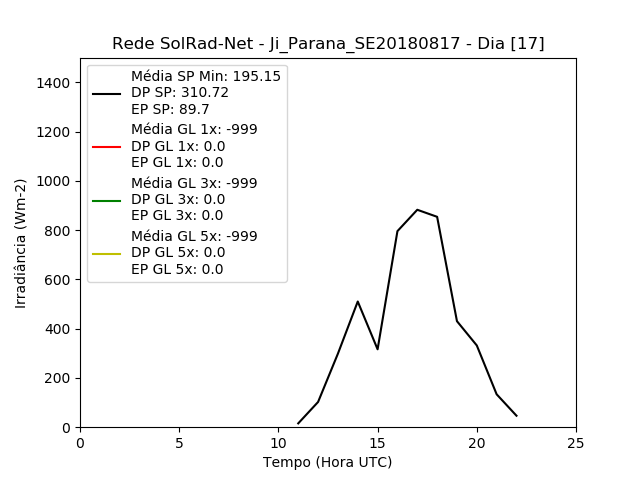 Rede SolRad-Net - Ji_Parana_SE20180817 - Dia [17]
Média SP Min: 195.15
DP SP: 310.72
EP SP: 89.7
Média GL 1x: -999
DP GL 1x: 0.0
EP GL 1x: 0.0
Média GL 3x: -999
DP GL 3x: 0.0
EP GL 3x: 0.0
Média GL 5x: -999
DP GL 5x: 0.0
EP GL 5x: 0.0
Irradiância (Wm-2)
1400
1200
1000
800
600
400
200
0
0 5 10 15 20 25
Tempo (Hora UTC)